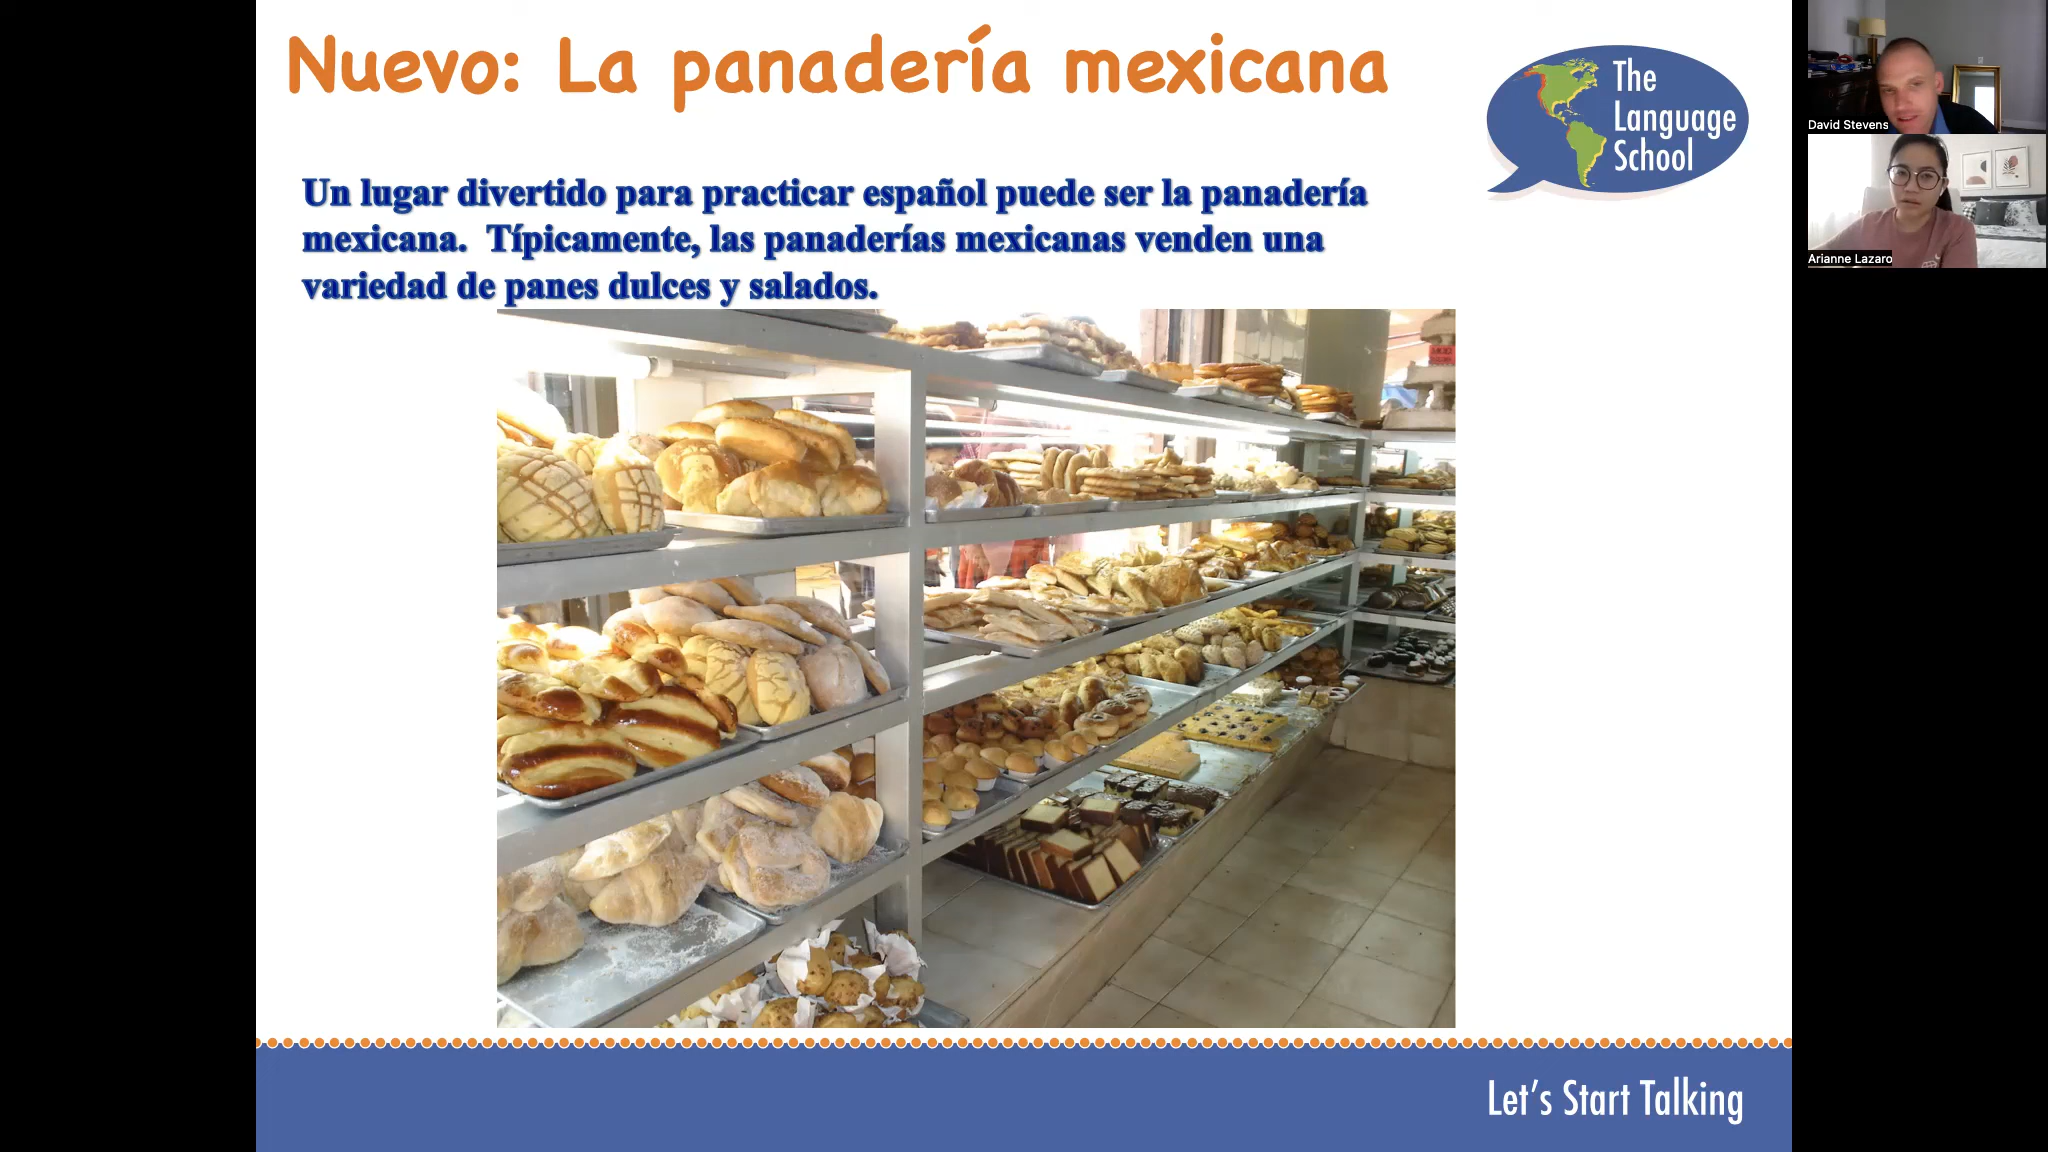 Nuevo: La panadería mexicana
The
Language
School
Un lugar divertido para practicar español puede ser la panadería
mexicana.  Típicamente, las panaderías mexicanas venden una
variedad de panes dulces y salados.
Let's Start Talking
David Stevens
Arianne Lazaro